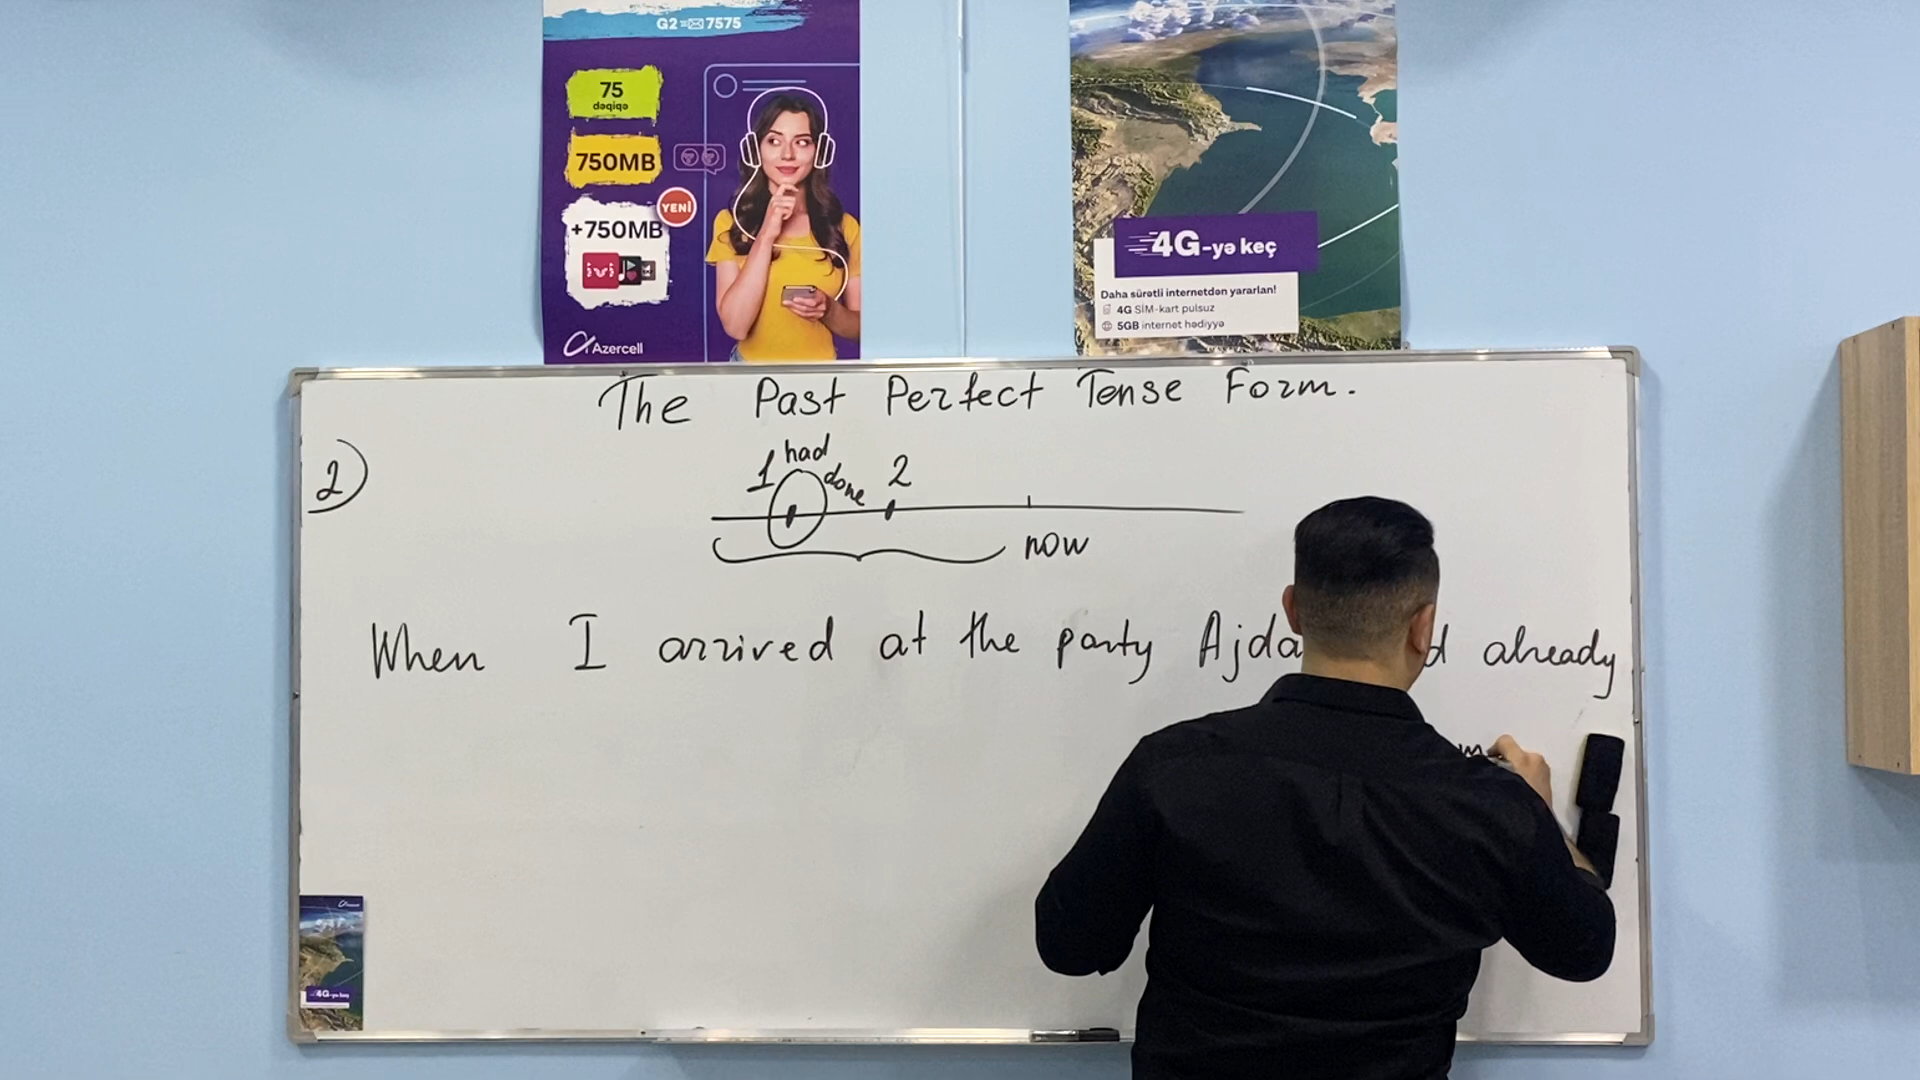 G2 = 7575
75
dəqiqə
750MB
YENİ
+750MB
ivi
Azercell
4G-yə keç
Daha sürətli internetdən yararlan!
4G SİM-kart pulsuz
5GB internet hədiyyə
The Past Perfect Tense Form.
2)
1 had done 2
now
When I arrived at the party Ajda already
4G-yə keç